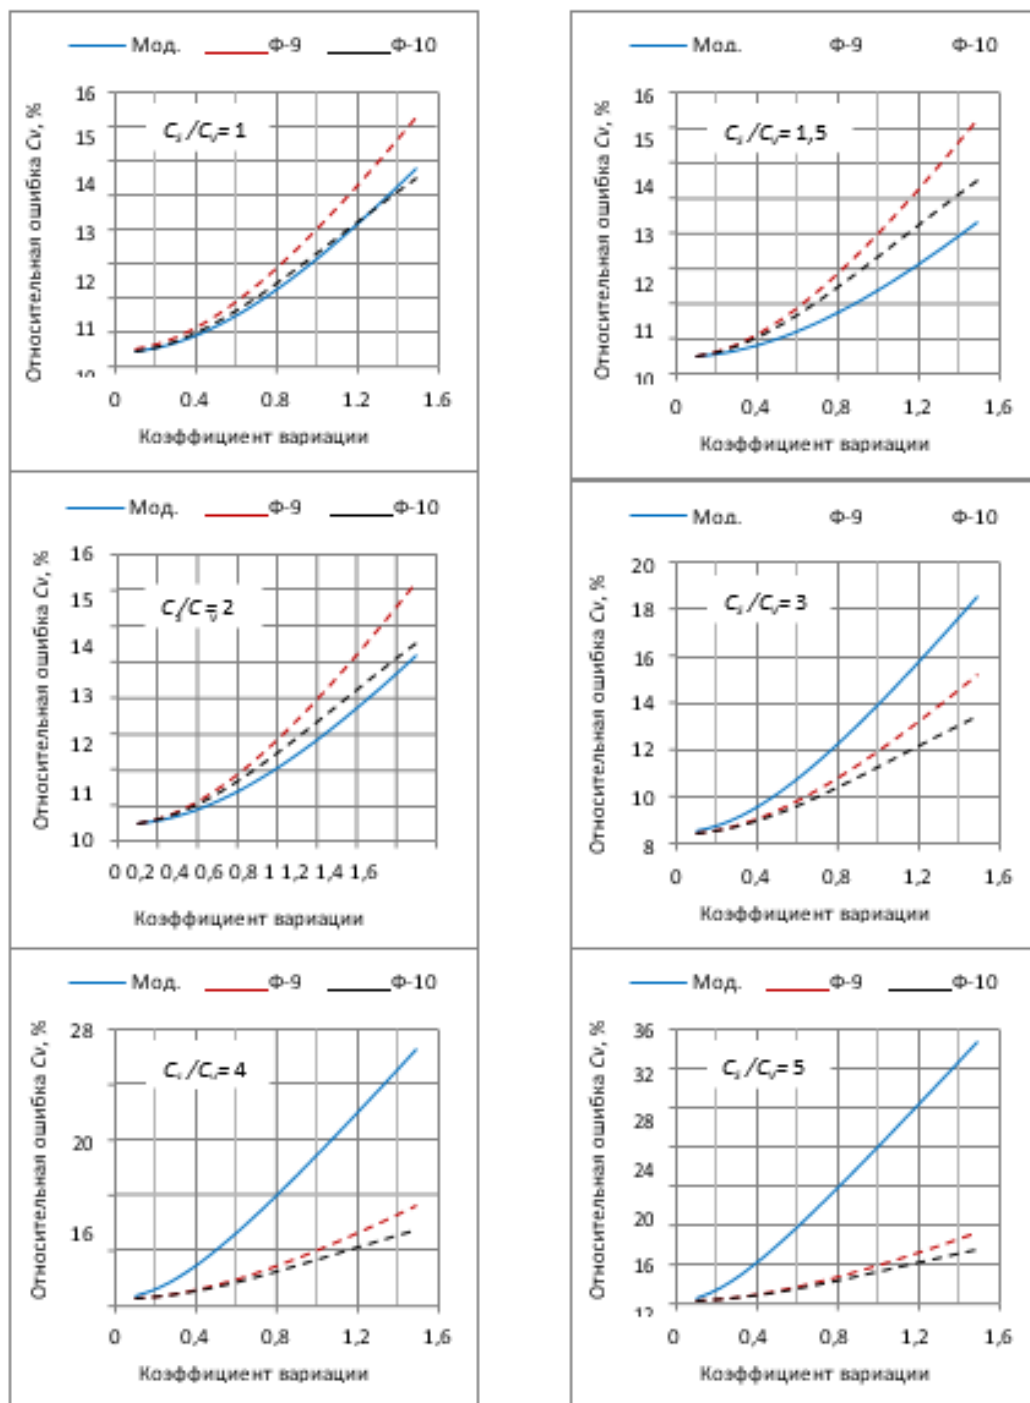 Мод. Ф-9 Ф-10
Относительная ошибка Cv, %
16
15
14
13
12
11
10
Cs /Cv= 1
0 0.4 0.8 1.2 1.6
Коэффициент вариации
Мод. Ф-9 Ф-10
Относительная ошибка Cv, %
16
15
14
13
12
11
10
Cs /Cv= 1,5
0 0,4 0,8 1,2 1,6
Коэффициент вариации
Мод. Ф-9 Ф-10
Относительная ошибка Cv, %
16
15
14
13
12
11
10
Cs/C v= 2
0 0,2 0,4 0,6 0,8 1 1,2 1,4 1,6
Коэффициент вариации
Мод. Ф-9 Ф-10
Относительная ошибка Cv, %
20
18
16
14
12
10
8
Cs /Cv= 3
0 0,4 0,8 1,2 1,6
Коэффициент вариации
Мод. Ф-9 Ф-10
Относительная ошибка Cv, %
28
20
16
Cs /Cv= 4
0 0,4 0,8 1,2 1,6
Коэффициент вариации
Мод. Ф-9 Ф-10
Относительная ошибка Cv, %
36
32
28
24
20
16
12
Cs /Cv= 5
0 0,4 0,8 1,2 1,6
Коэффициент вариации